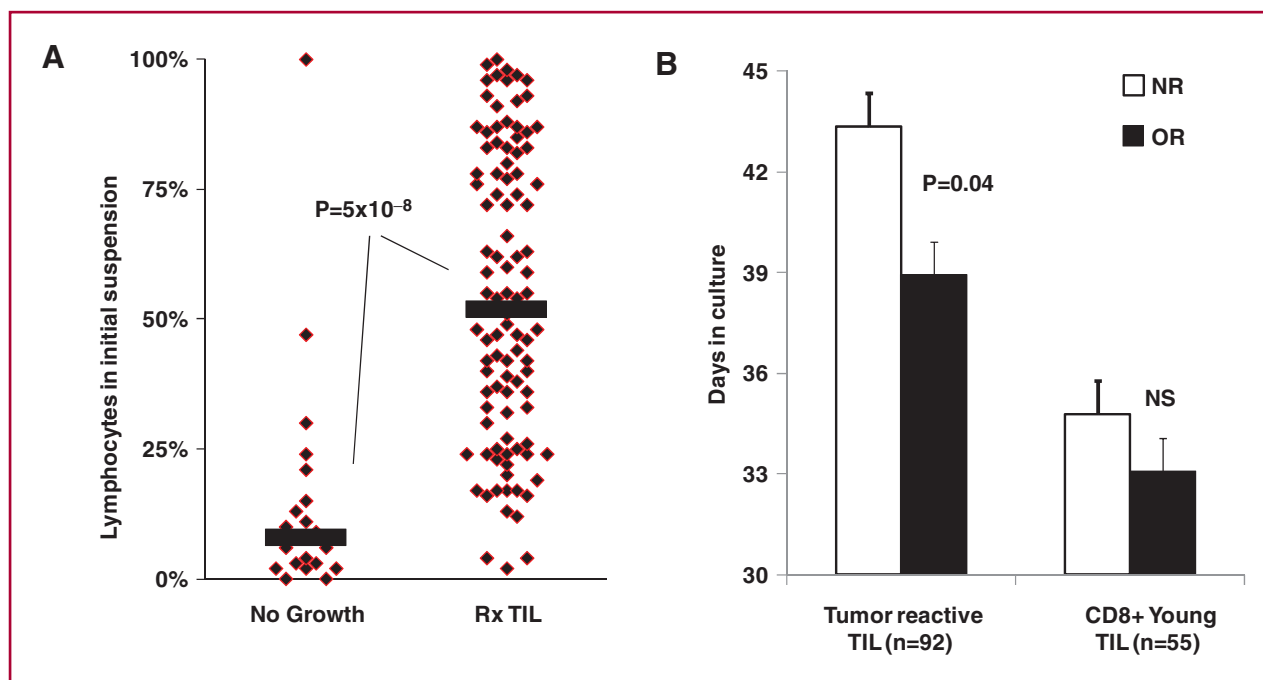 A
Lymphocytes in initial suspension
100%
75%
50%
25%
0%
P=5x10⁻⁸
No Growth
Rx TIL
B
Days in culture
45
42
39
36
33
30
NR
OR
P=0.04
NS
Tumor reactive
TIL (n=92)
CD8+ Young
TIL (n=55)